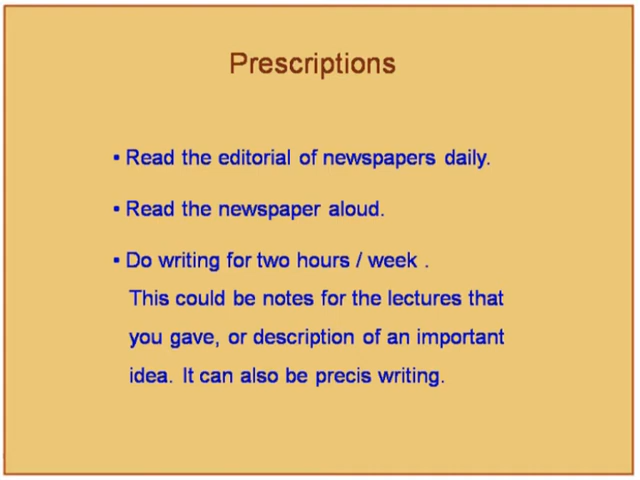 Prescriptions
▪ Read the editorial of newspapers daily.
▪ Read the newspaper aloud.
▪ Do writing for two hours / week .
This could be notes for the lectures that
you gave, or description of an important
idea. It can also be precis writing.